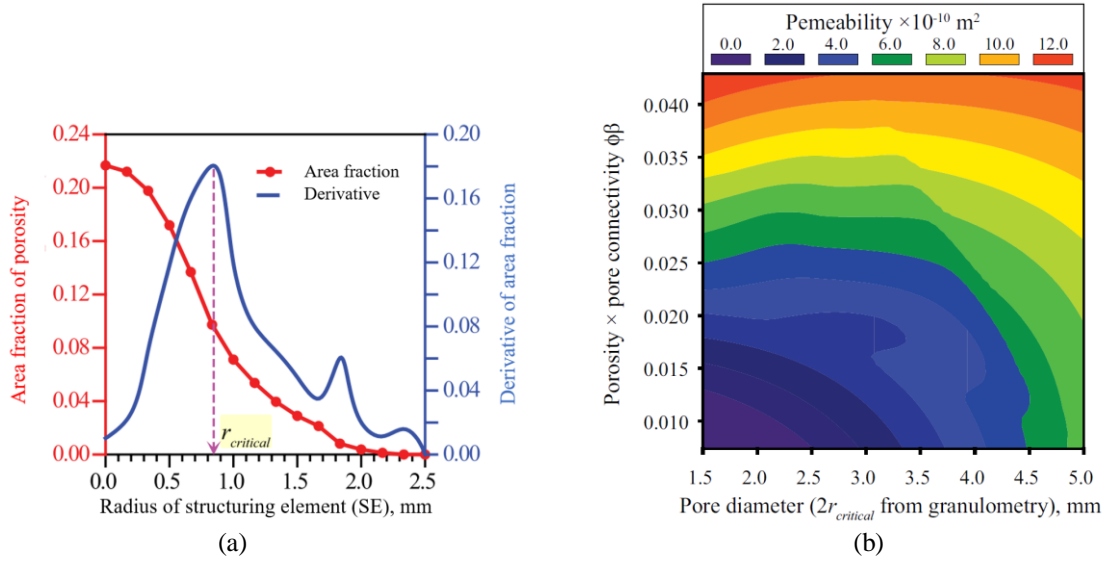 0.24
0.20
0.16
0.12
0.08
0.04
0.00
Area fraction of porosity
0.20
0.16
0.12
0.08
0.04
0.00
Derivative of area fraction
Area fraction
Derivative
r critical
0.0 0.5 1.0 1.5 2.0 2.5
Radius of structuring element (SE), mm
(a)
Pemeability ×10-10 m2
0.0 2.0 4.0 6.0 8.0 10.0 12.0
0.040
0.035
0.030
0.025
0.020
0.015
0.010
Porosity × pore connectivity ϕβ
1.5 2.0 2.5 3.0 3.5 4.0 4.5 5.0
Pore diameter (2rcritical from granulometry), mm
(b)